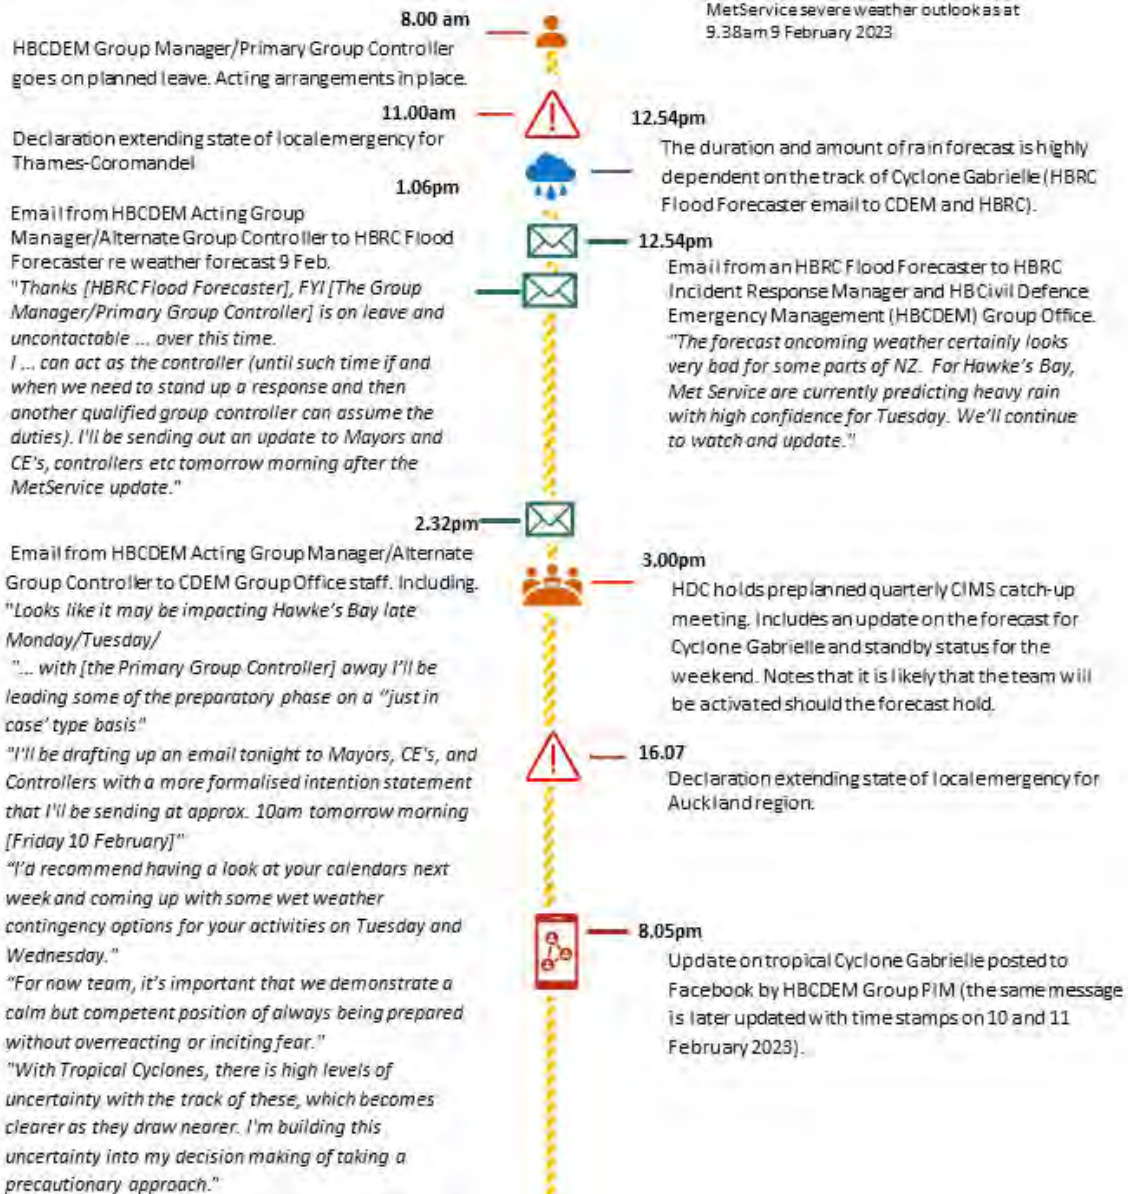 MetService severe weather outlook as at
9.38am 9 February 2023
8.00 am
HBCDEM Group Manager/Primary Group Controller
goes on planned leave. Acting arrangements in place.
11.00am
Declaration extending state of local emergency for
Thames-Coromandel
12.54pm
The duration and amount of rain forecast is highly
dependent on the track of Cyclone Gabrielle (HBRC
Flood Forecaster email to CDEM and HBRC).
12.54pm
Email from an HBRC Flood Forecaster to HBRC
Incident Response Manager and HB Civil Defence
Emergency Management (HBCDEM) Group Office.
"The forecast oncoming weather certainly looks
very bad for some parts of NZ. For Hawke's Bay,
Met Service are currently predicting heavy rain
with high confidence for Tuesday. We'll continue
to watch and update."
1.06pm
Email from HBCDEM Acting Group
Manager/Alternate Group Controller to HBRC Flood
Forecaster re weather forecast 9 Feb.
"Thanks [HBRC Flood Forecaster], FYI [The Group
Manager/Primary Group Controller] is on leave and
uncontactable ... over this time.
I ... can act as the controller (until such time if and
when we need to stand up a response and then
another qualified group controller can assume the
duties). I'll be sending out an update to Mayors and
CE's, controllers etc tomorrow morning after the
MetService update."
2.32pm
Email from HBCDEM Acting Group Manager/Alternate
Group Controller to CDEM Group Office staff. Including.
"Looks like it may be impacting Hawke's Bay late
Monday/Tuesday/
"... with [the Primary Group Controller] away I'll be
leading some of the preparatory phase on a "just in
case' type basis"
"I'll be drafting up an email tonight to Mayors, CE's, and
Controllers with a more formalised intention statement
that I'll be sending at approx. 10am tomorrow morning
[Friday 10 February]"
"I'd recommend having a look at your calendars next
week and coming up with some wet weather
contingency options for your activities on Tuesday and
Wednesday."
"For now team, it's important that we demonstrate a
calm but competent position of always being prepared
without overreacting or inciting fear."
"With Tropical Cyclones, there is high levels of
uncertainty with the track of these, which becomes
clearer as they draw nearer. I'm building this
uncertainty into my decision making of taking a
precautionary approach."
3.00pm
HDC holds preplanned quarterly CIMS catch-up
meeting. Includes an update on the forecast for
Cyclone Gabrielle and standby status for the
weekend. Notes that it is likely that the team will
be activated should the forecast hold.
16.07
Declaration extending state of local emergency for
Auckland region.
8.05pm
Update on tropical Cyclone Gabrielle posted to
Facebook by HBCDEM Group PIM (the same message
is later updated with time stamps on 10 and 11
February 2023).